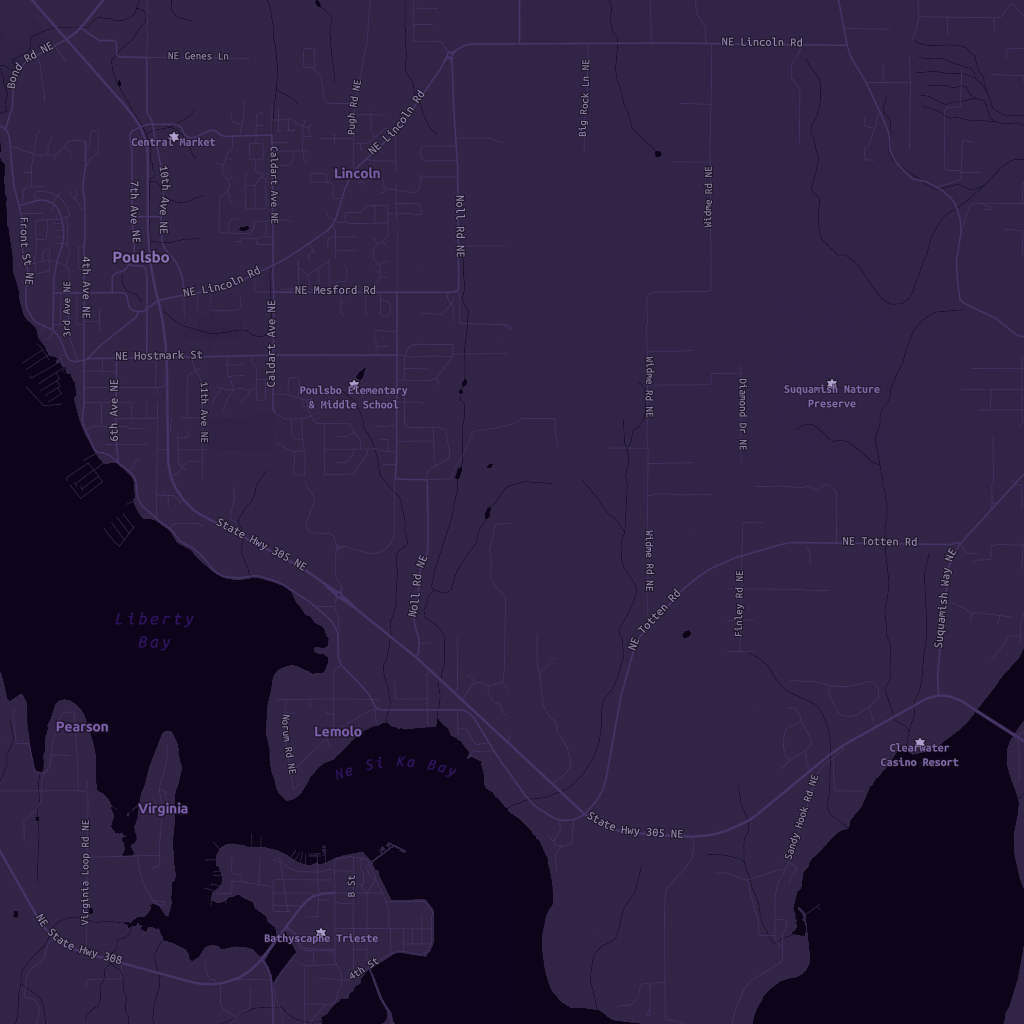 NE Lincoln Rd
Bond Rd NE
NE Genes Ln
Big Rock Ln NE
Pugh Rd NE
NE Lincoln Rd
Central Market
Caldart Ave NE
Lincoln
10th Ave NE
7th Ave NE
Noll Rd NE
Widme Rd NE
Front St NE
Poulsbo
4th Ave NE
NE Lincoln Rd
NE Mesford Rd
3rd Ave NE
Caldart Ave NE
NE Hostmark St
6th Ave NE
11th Ave NE
Poulsbo Elementary
& Middle School
Widme Rd NE
Diamond Dr NE
Suquamish Nature
Preserve
State Hwy 305 NE
Noll Rd NE
Widme Rd NE
NE Totten Rd
NE Totten Rd
Finley Rd NE
Suquamish Way NE
Liberty
Bay
Pearson
Norum Rd NE
Lemolo
Ne Si Ka Bay
Clearwater
Casino Resort
Virginia
State Hwy 305 NE
Sandy Hook Rd NE
Virginia Loop Rd NE
B St
NE State Hwy 308
Bathyscaphe Trieste
4th St